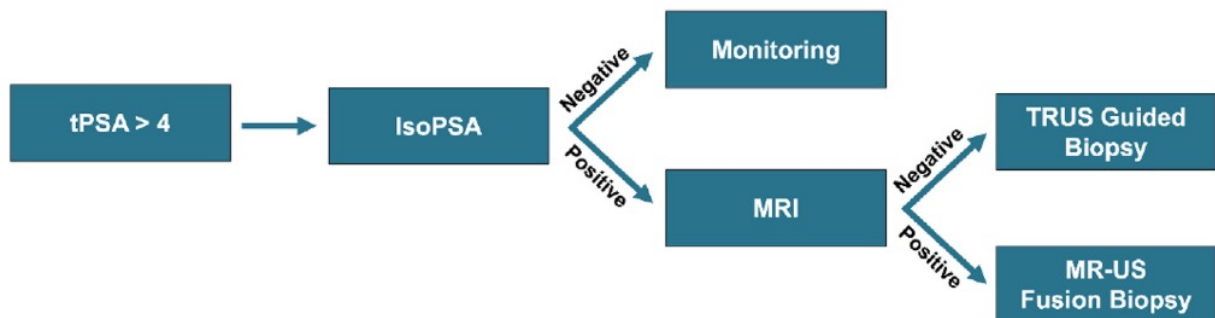 tPSA > 4
IsoPSA
Negative
Positive
Monitoring
MRI
Negative
Positive
TRUS Guided
Biopsy
MR-US
Fusion Biopsy